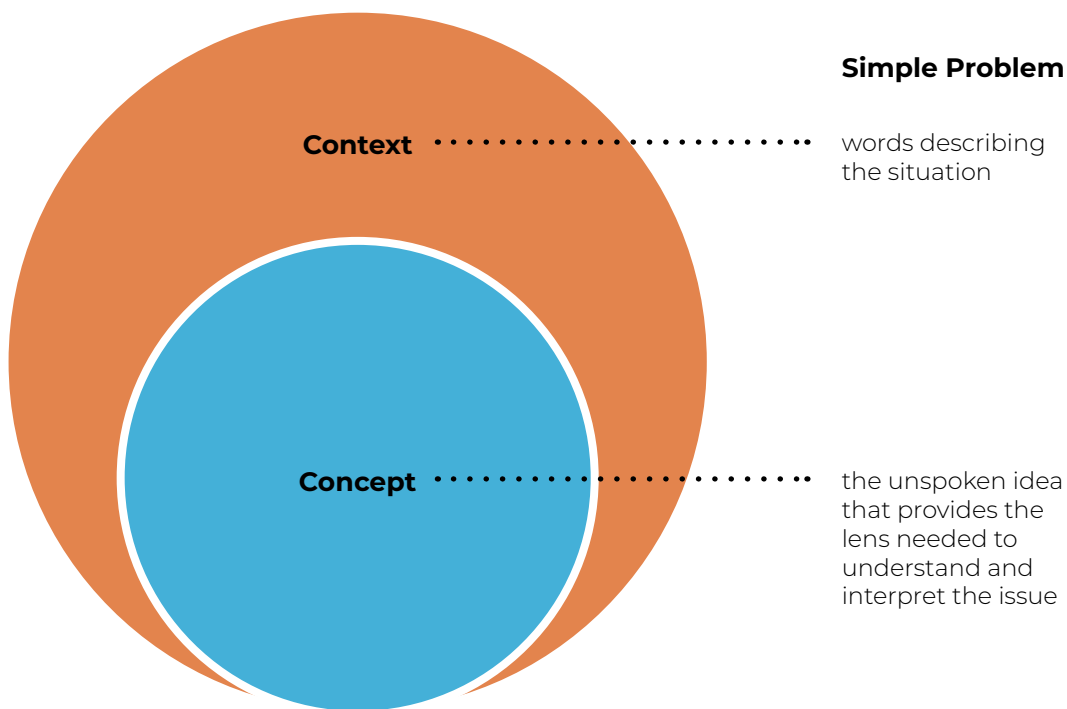 Simple Problem
Context
words describing
the situation
Concept
the unspoken idea
that provides the
lens needed to
understand and
interpret the issue